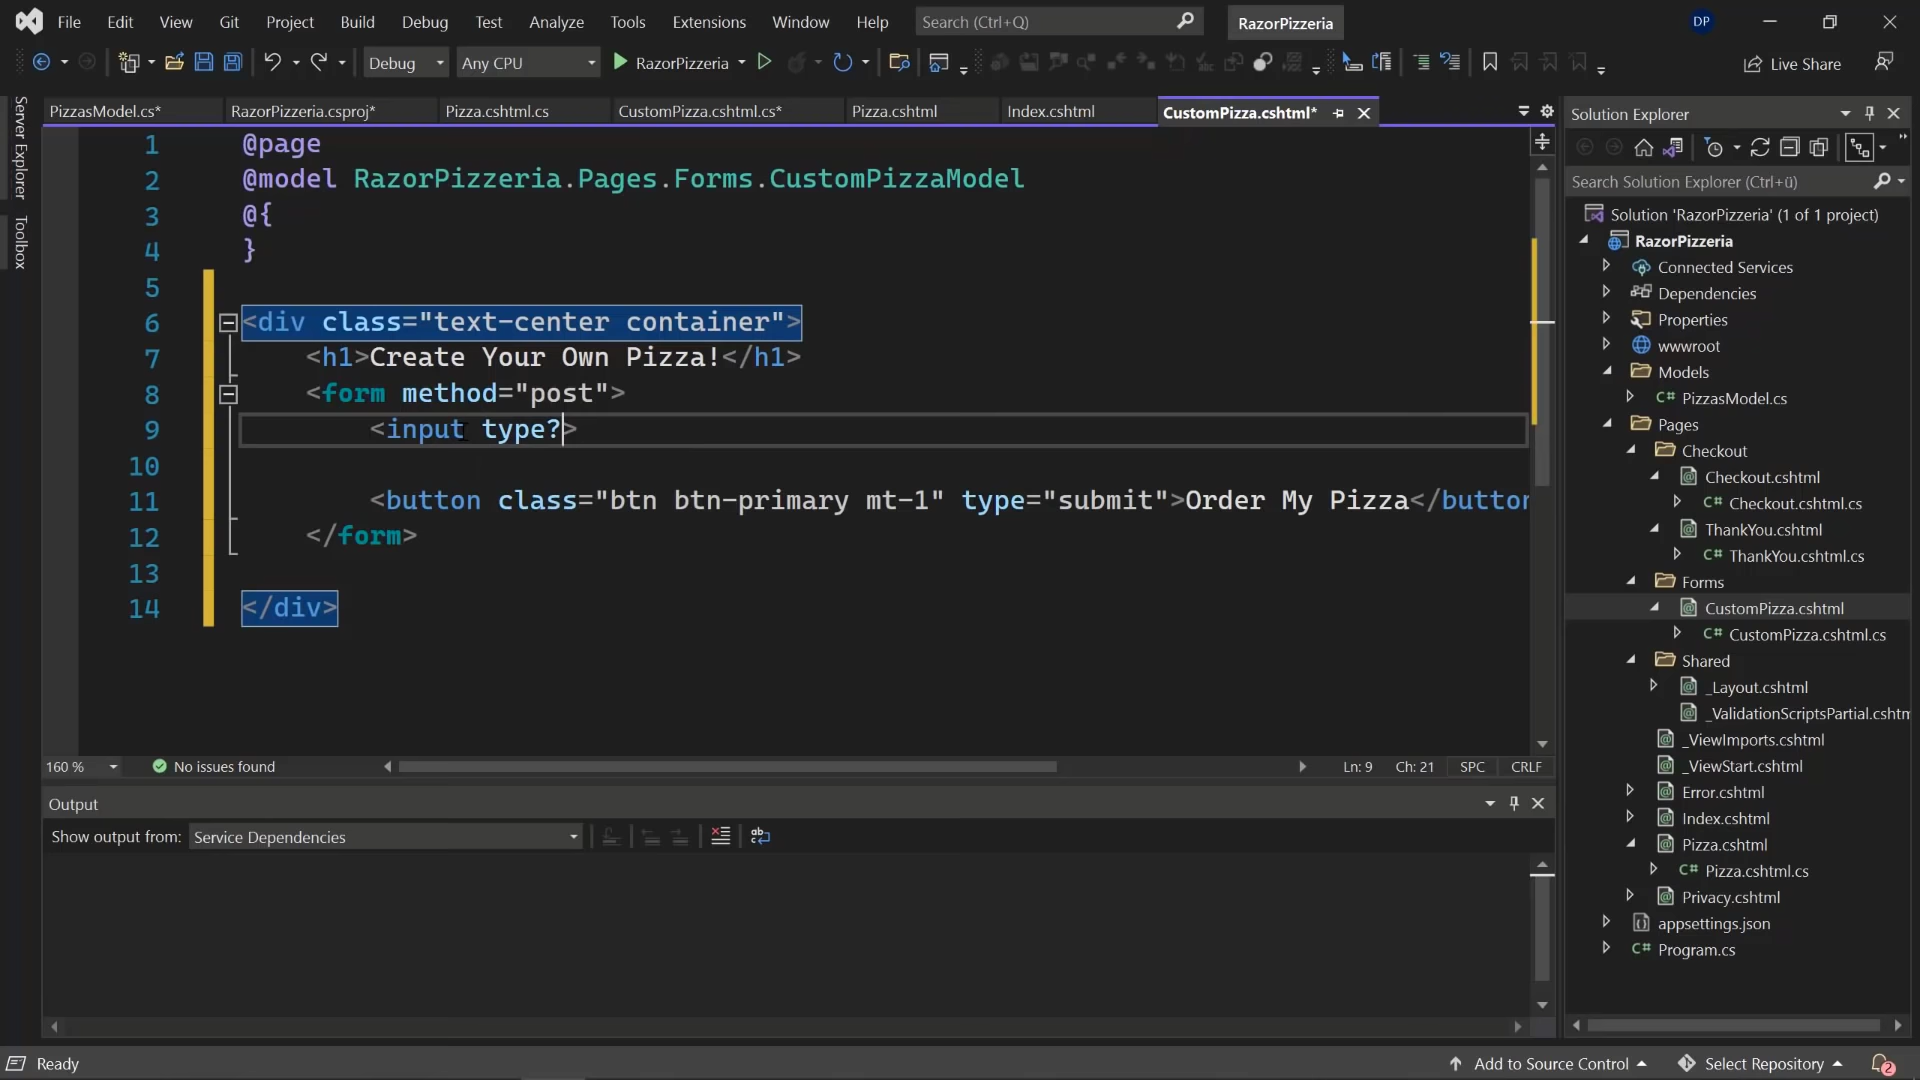 File Edit View Git Project Build Debug Test Analyze Tools Extensions Window Help Search (Ctrl+Q) RazorPizzeria DP
Debug Any CPU RazorPizzeria Live Share
PizzasModel.cs* RazorPizzeria.csproj* Pizza.cshtml.cs CustomPizza.cshtml.cs* Pizza.cshtml Index.cshtml CustomPizza.cshtml*
Server Explorer
Toolbox
1 @page
2 @model RazorPizzeria.Pages.Forms.CustomPizzaModel
3 @{
4 }
5
6 <div class="text-center container">
7 <h1>Create Your Own Pizza!</h1>
8 <form method="post">
9 <input type?>
10
11 <button class="btn btn-primary mt-1" type="submit">Order My Pizza</button
12 </form>
13
14 </div>
160 % No issues found Ln: 9 Ch: 21 SPC CRLF
Output
Show output from: Service Dependencies
Solution Explorer
Search Solution Explorer (Ctrl+ü)
Solution 'RazorPizzeria' (1 of 1 project)
RazorPizzeria
Connected Services
Dependencies
Properties
wwwroot
Models
C# PizzasModel.cs
Pages
Checkout
Checkout.cshtml
C# Checkout.cshtml.cs
ThankYou.cshtml
C# ThankYou.cshtml.cs
Forms
CustomPizza.cshtml
C# CustomPizza.cshtml.cs
Shared
_Layout.cshtml
_ValidationScriptsPartial.cshtm
_ViewImports.cshtml
_ViewStart.cshtml
Error.cshtml
Index.cshtml
Pizza.cshtml
C# Pizza.cshtml.cs
Privacy.cshtml
appsettings.json
C# Program.cs
Ready Add to Source Control Select Repository 2